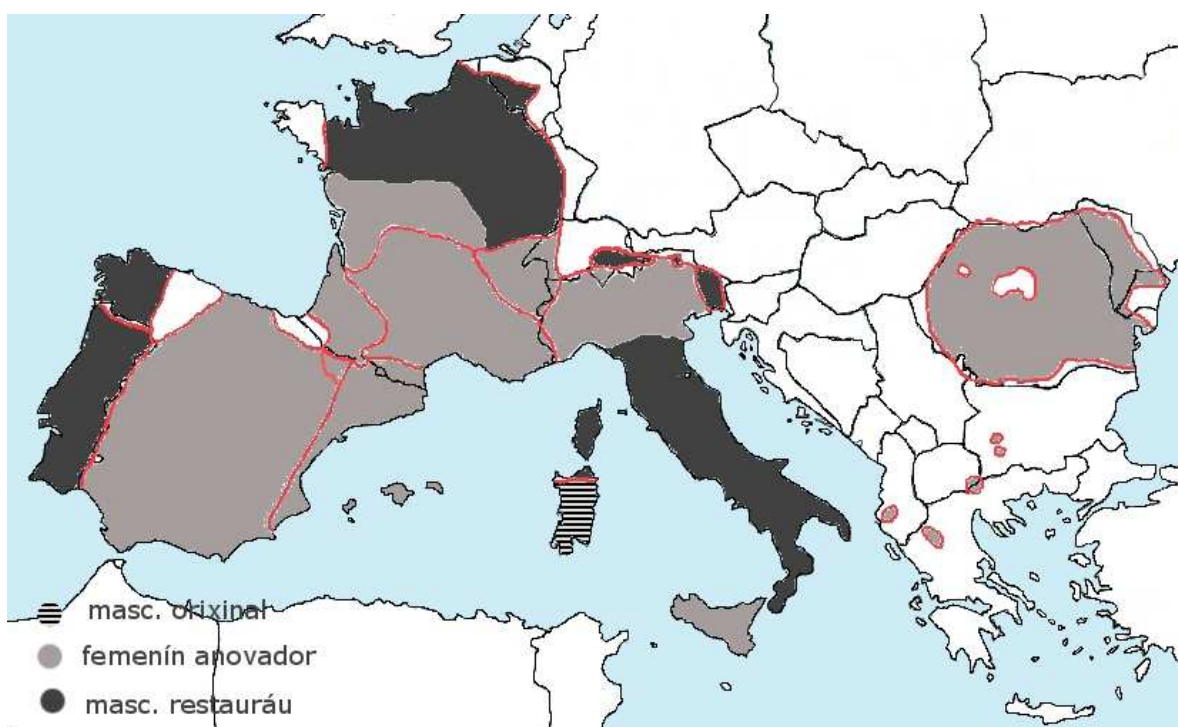 masc. orixinal
femenín anovador
masc. restauráu